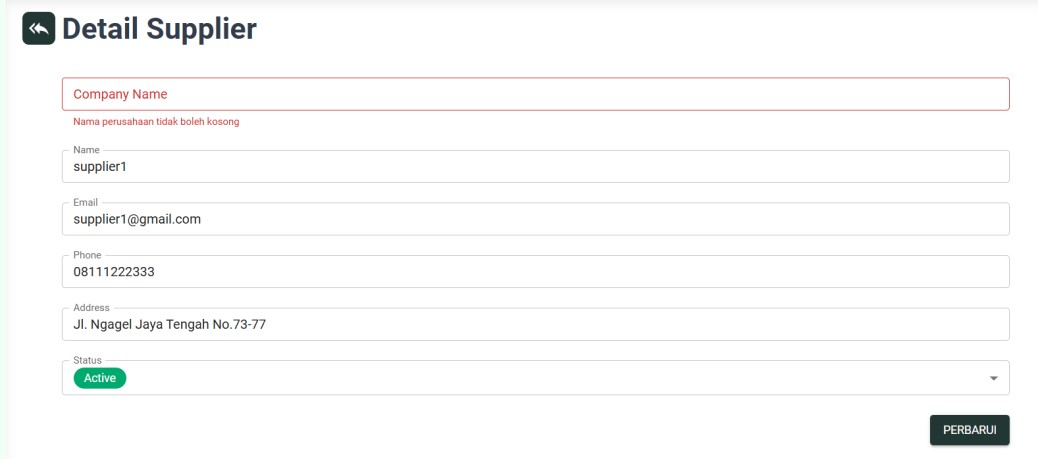 Detail Supplier
Company Name
Nama perusahaan tidak boleh kosong
Name
supplier1
Email
supplier1@gmail.com
Phone
08111222333
Address
Jl. Ngagel Jaya Tengah No.73-77
Status
Active
PERBARUI